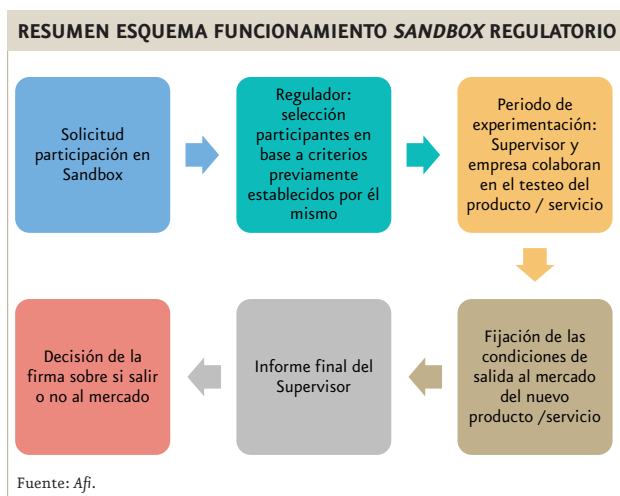 RESUMEN ESQUEMA FUNCIONAMIENTO SANDBOX REGULATORIO
Solicitud
participación en
Sandbox
Regulador:
selección
participantes en
base a criterios
previamente
establecidos por él
mismo
Periodo de
experimentación:
Supervisor y
empresa colaboran
en el testeo del
producto / servicio
Fijación de las
condiciones de
salida al mercado
del nuevo
producto /servicio
Informe final del
Supervisor
Decisión de la
firma sobre si salir
o no al mercado
Fuente: Afi.